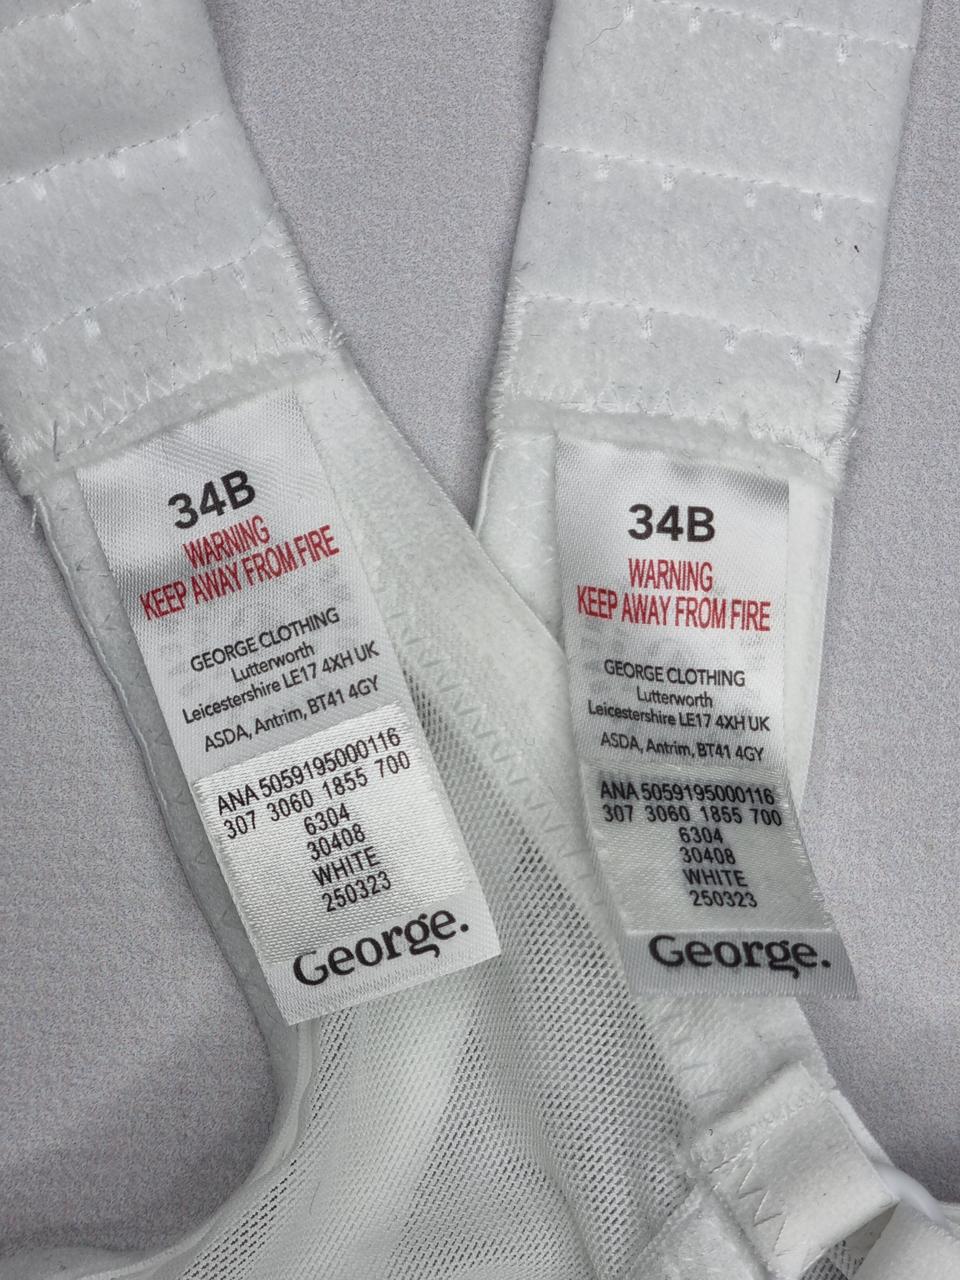 34B
WARNING
KEEP AWAY FROM FIRE
GEORGE CLOTHING
Lutterworth
Leicestershire LE17 4XH UK
ASDA, Antrim, BT41 4GY
ANA 5059195000116
307 3060 1855 700
6304
30408
WHITE
250323
George.
34B
WARNING
KEEP AWAY FROM FIRE
GEORGE CLOTHING
Lutterworth
Leicestershire LE17 4XH UK
ASDA, Antrim, BT41 4GY
ANA 5059195000116
307 3060 1855 700
6304
30408
WHITE
250323
George.